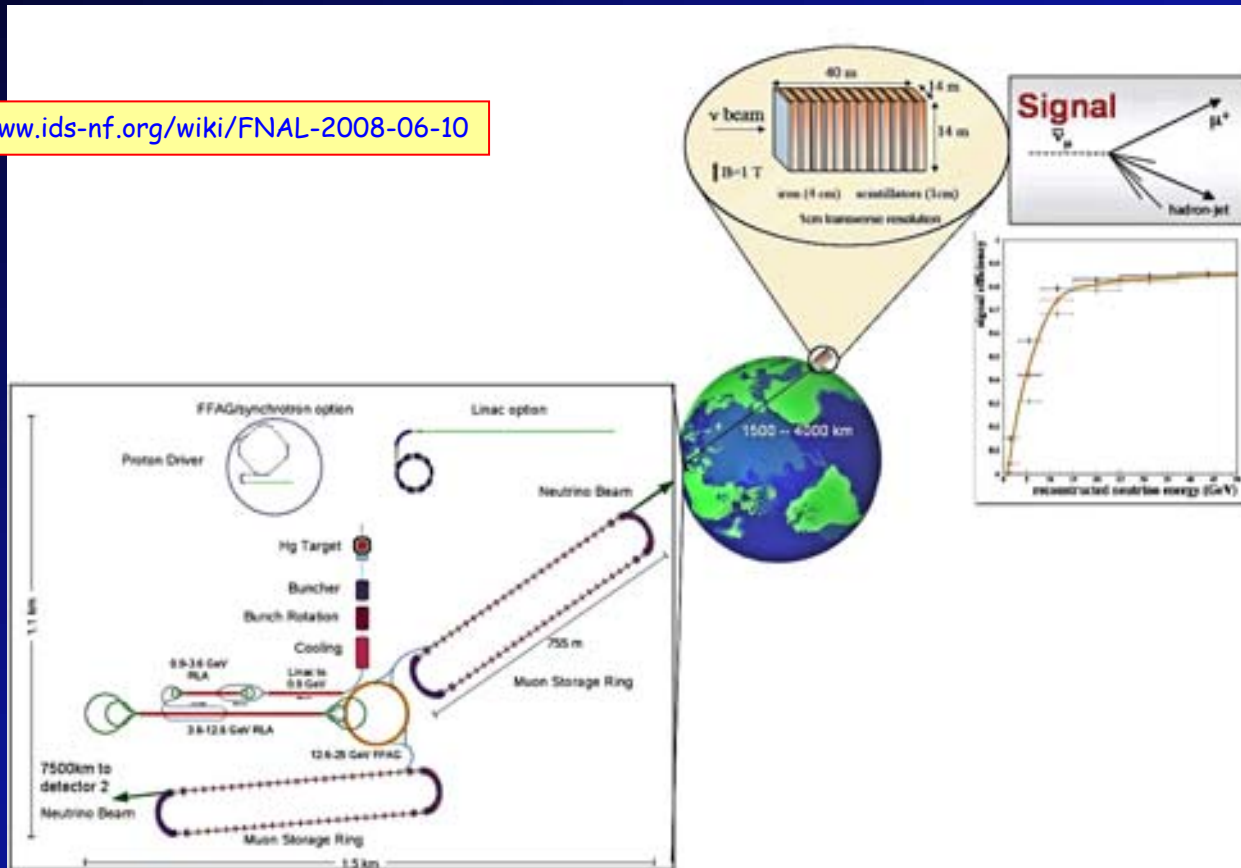 ww.ids-nf.org/wiki/FNAL-2008-06-10
40 m
14 m
ν beam
14 m
B=1 T
iron (4 cm) scintillators (1cm)
1cm transverse resolution
Signal
ν̅μ
μ⁺
hadron-jet
signal efficiency
reconstructed neutrino energy (GeV)
1500 -- 4000 km
FFAG/synchrotron option
Linac option
Proton Driver
Neutrino Beam
Hg Target
Buncher
Bunch Rotation
Cooling
1.1 km
755 m
0.9-3.6 GeV
RLA
Linac to
0.9 GeV
Muon Storage Ring
3.6-12.6 GeV RLA
12.6-25 GeV FFAG
7500km to
detector 2
Neutrino Beam
Muon Storage Ring
1.5 km